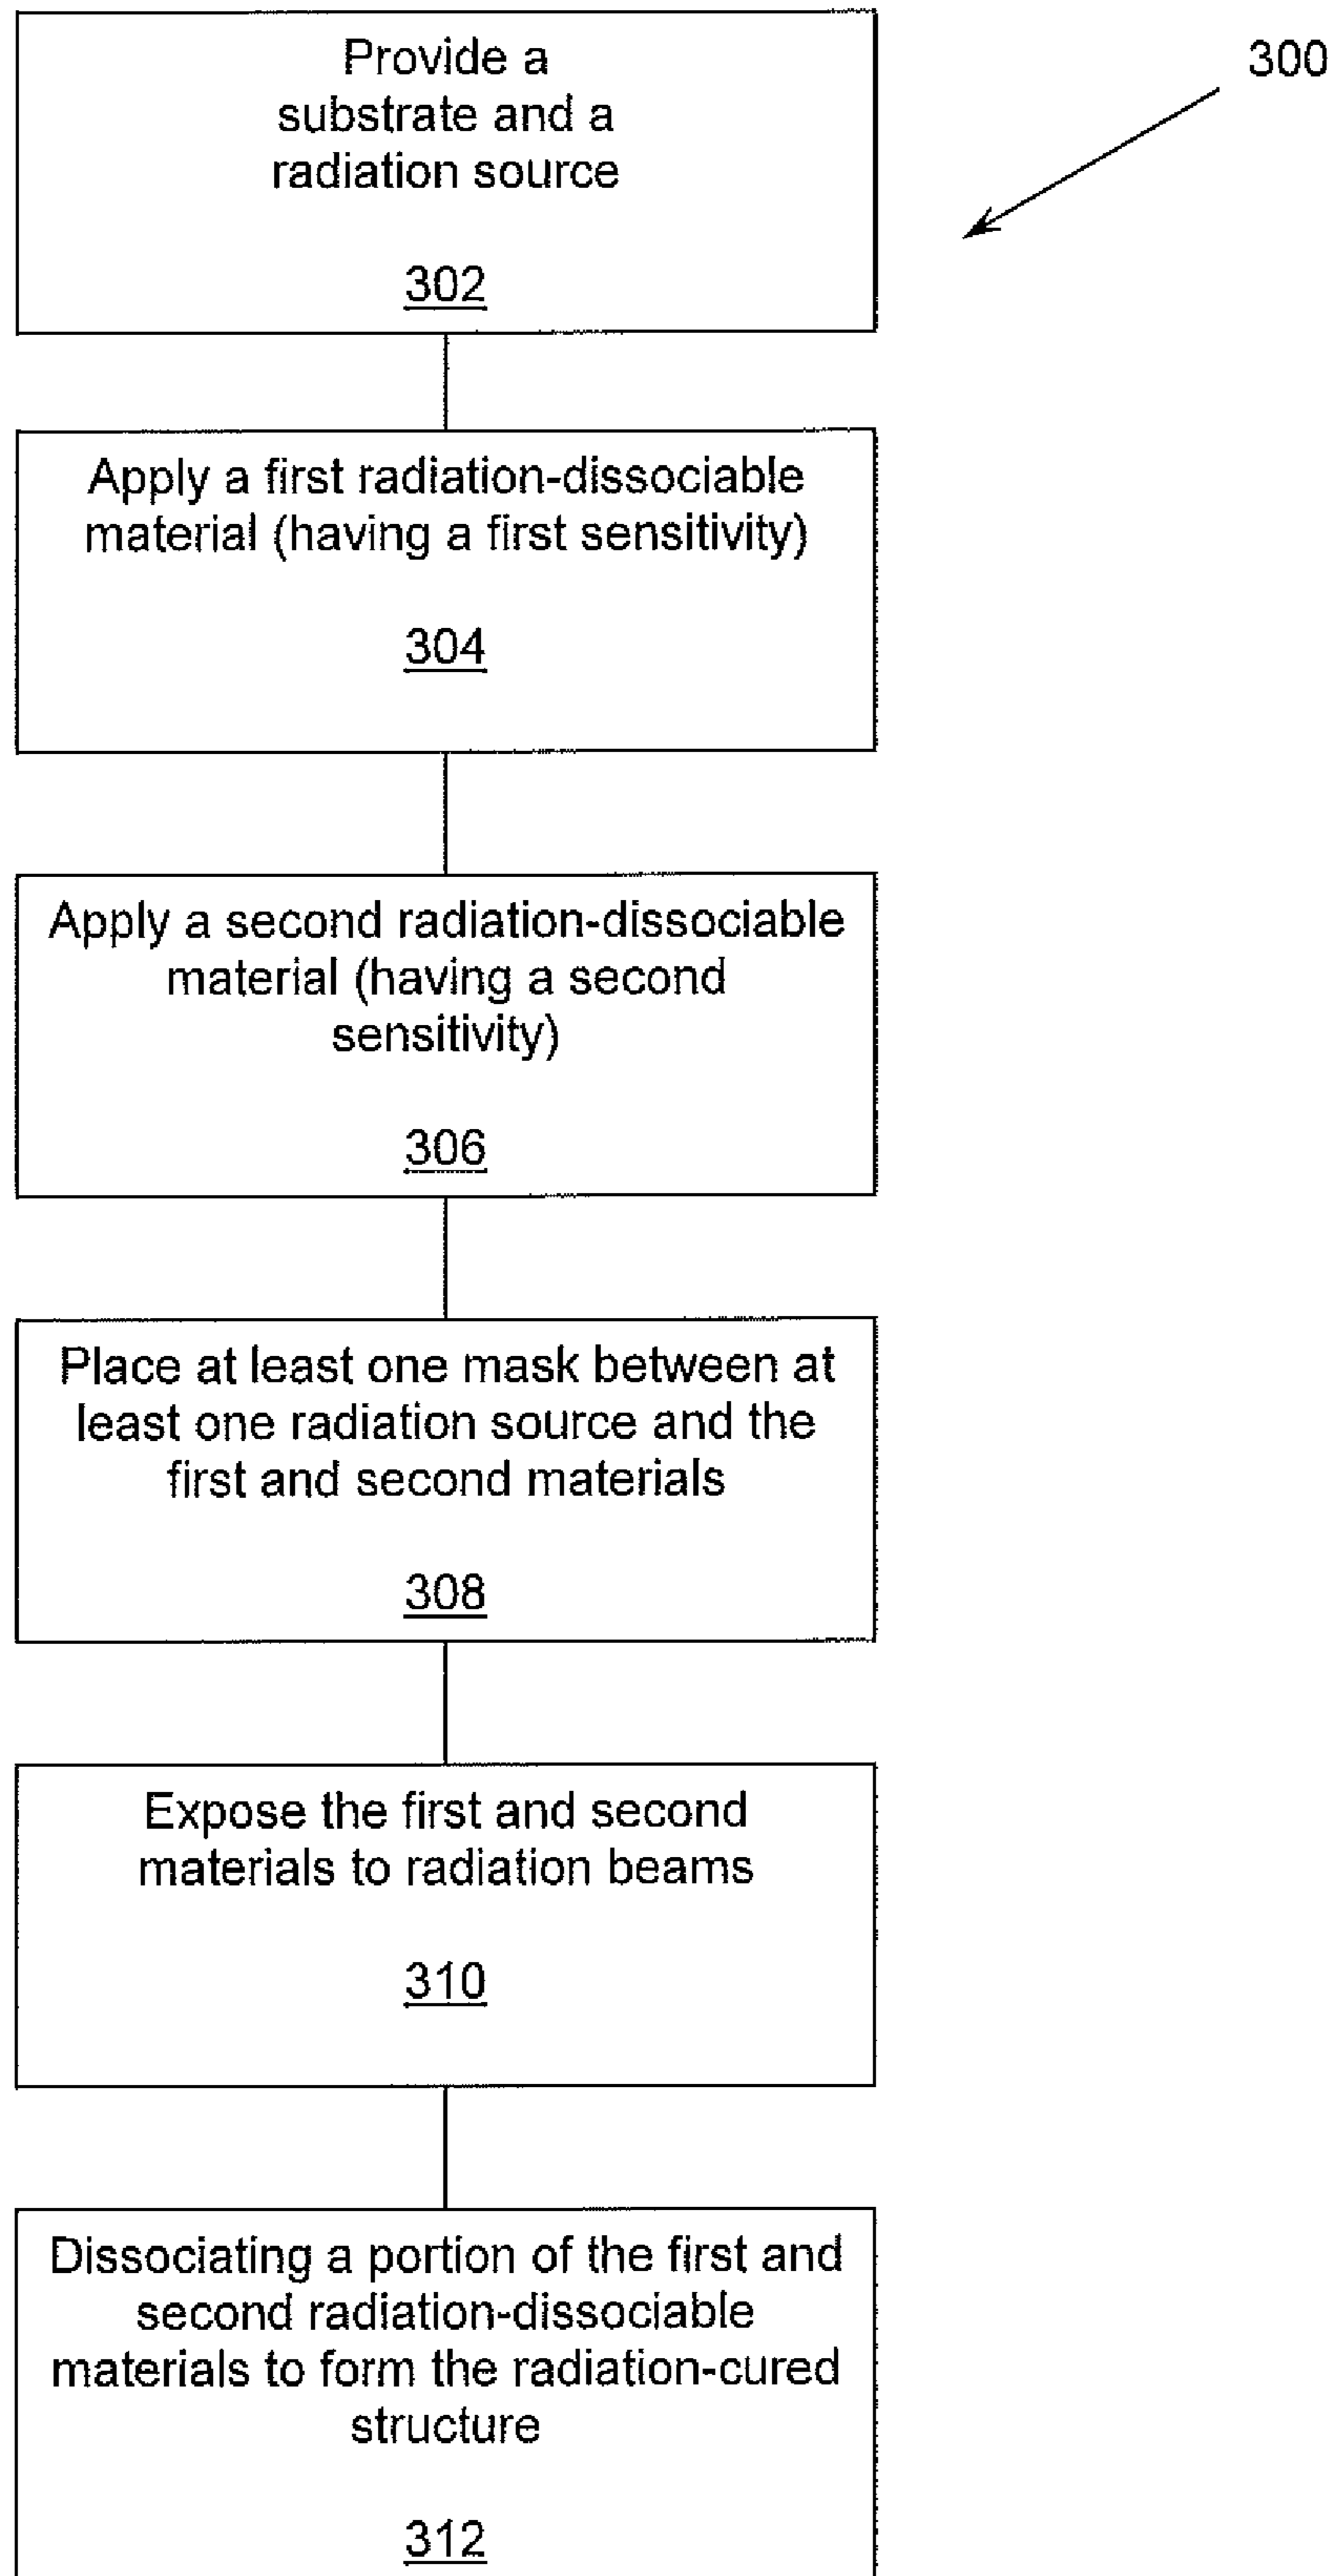 Provide a
substrate and a
radiation source
302
300
Apply a first radiation-dissociable
material (having a first sensitivity)
304
Apply a second radiation-dissociable
material (having a second
sensitivity)
306
Place at least one mask between at
least one radiation source and the
first and second materials
308
Expose the first and second
materials to radiation beams
310
Dissociating a portion of the first and
second radiation-dissociable
materials to form the radiation-cured
structure
312